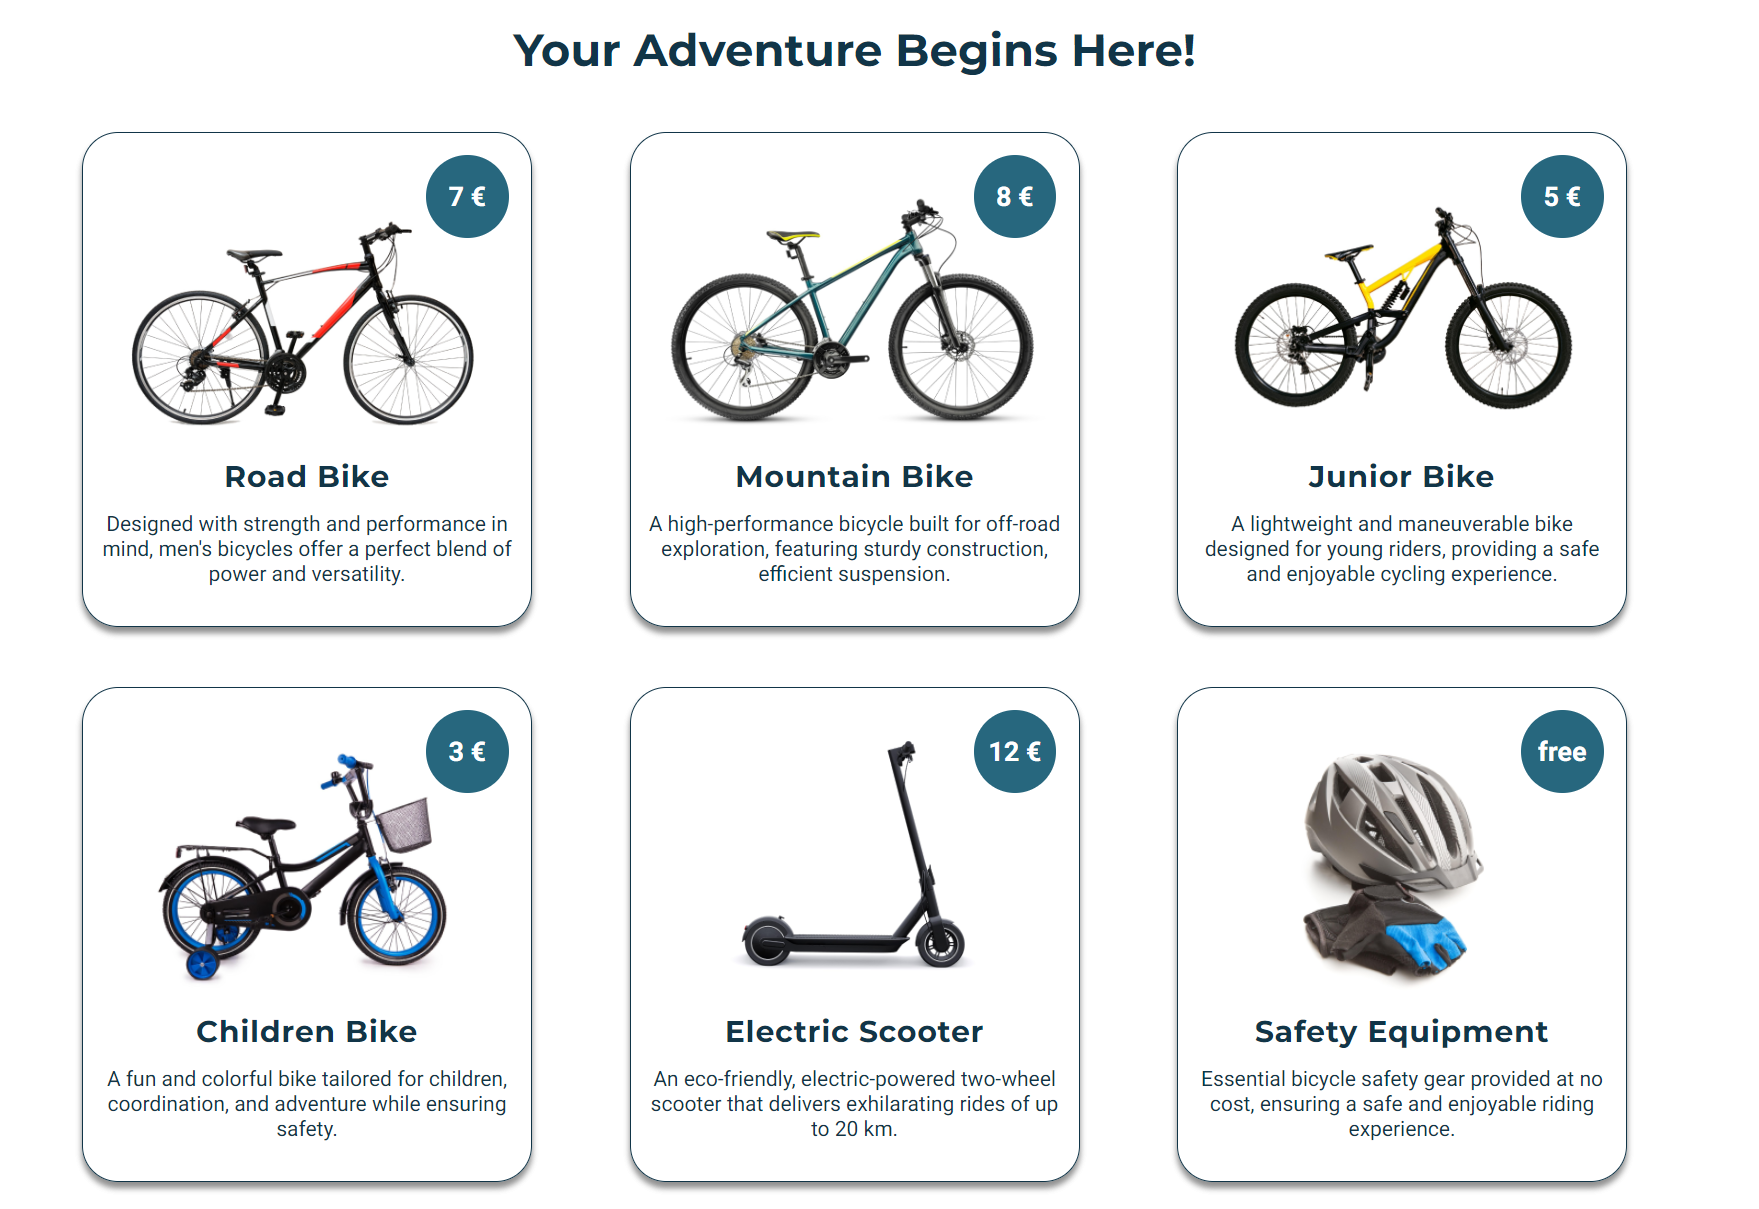 Your Adventure Begins Here!
7 €
Road Bike
Designed with strength and performance in
mind, men's bicycles offer a perfect blend of
power and versatility.
8 €
Mountain Bike
A high-performance bicycle built for off-road
exploration, featuring sturdy construction,
efficient suspension.
5 €
Junior Bike
A lightweight and maneuverable bike
designed for young riders, providing a safe
and enjoyable cycling experience.
3 €
Children Bike
A fun and colorful bike tailored for children,
coordination, and adventure while ensuring
safety.
12 €
Electric Scooter
An eco-friendly, electric-powered two-wheel
scooter that delivers exhilarating rides of up
to 20 km.
free
Safety Equipment
Essential bicycle safety gear provided at no
cost, ensuring a safe and enjoyable riding
experience.